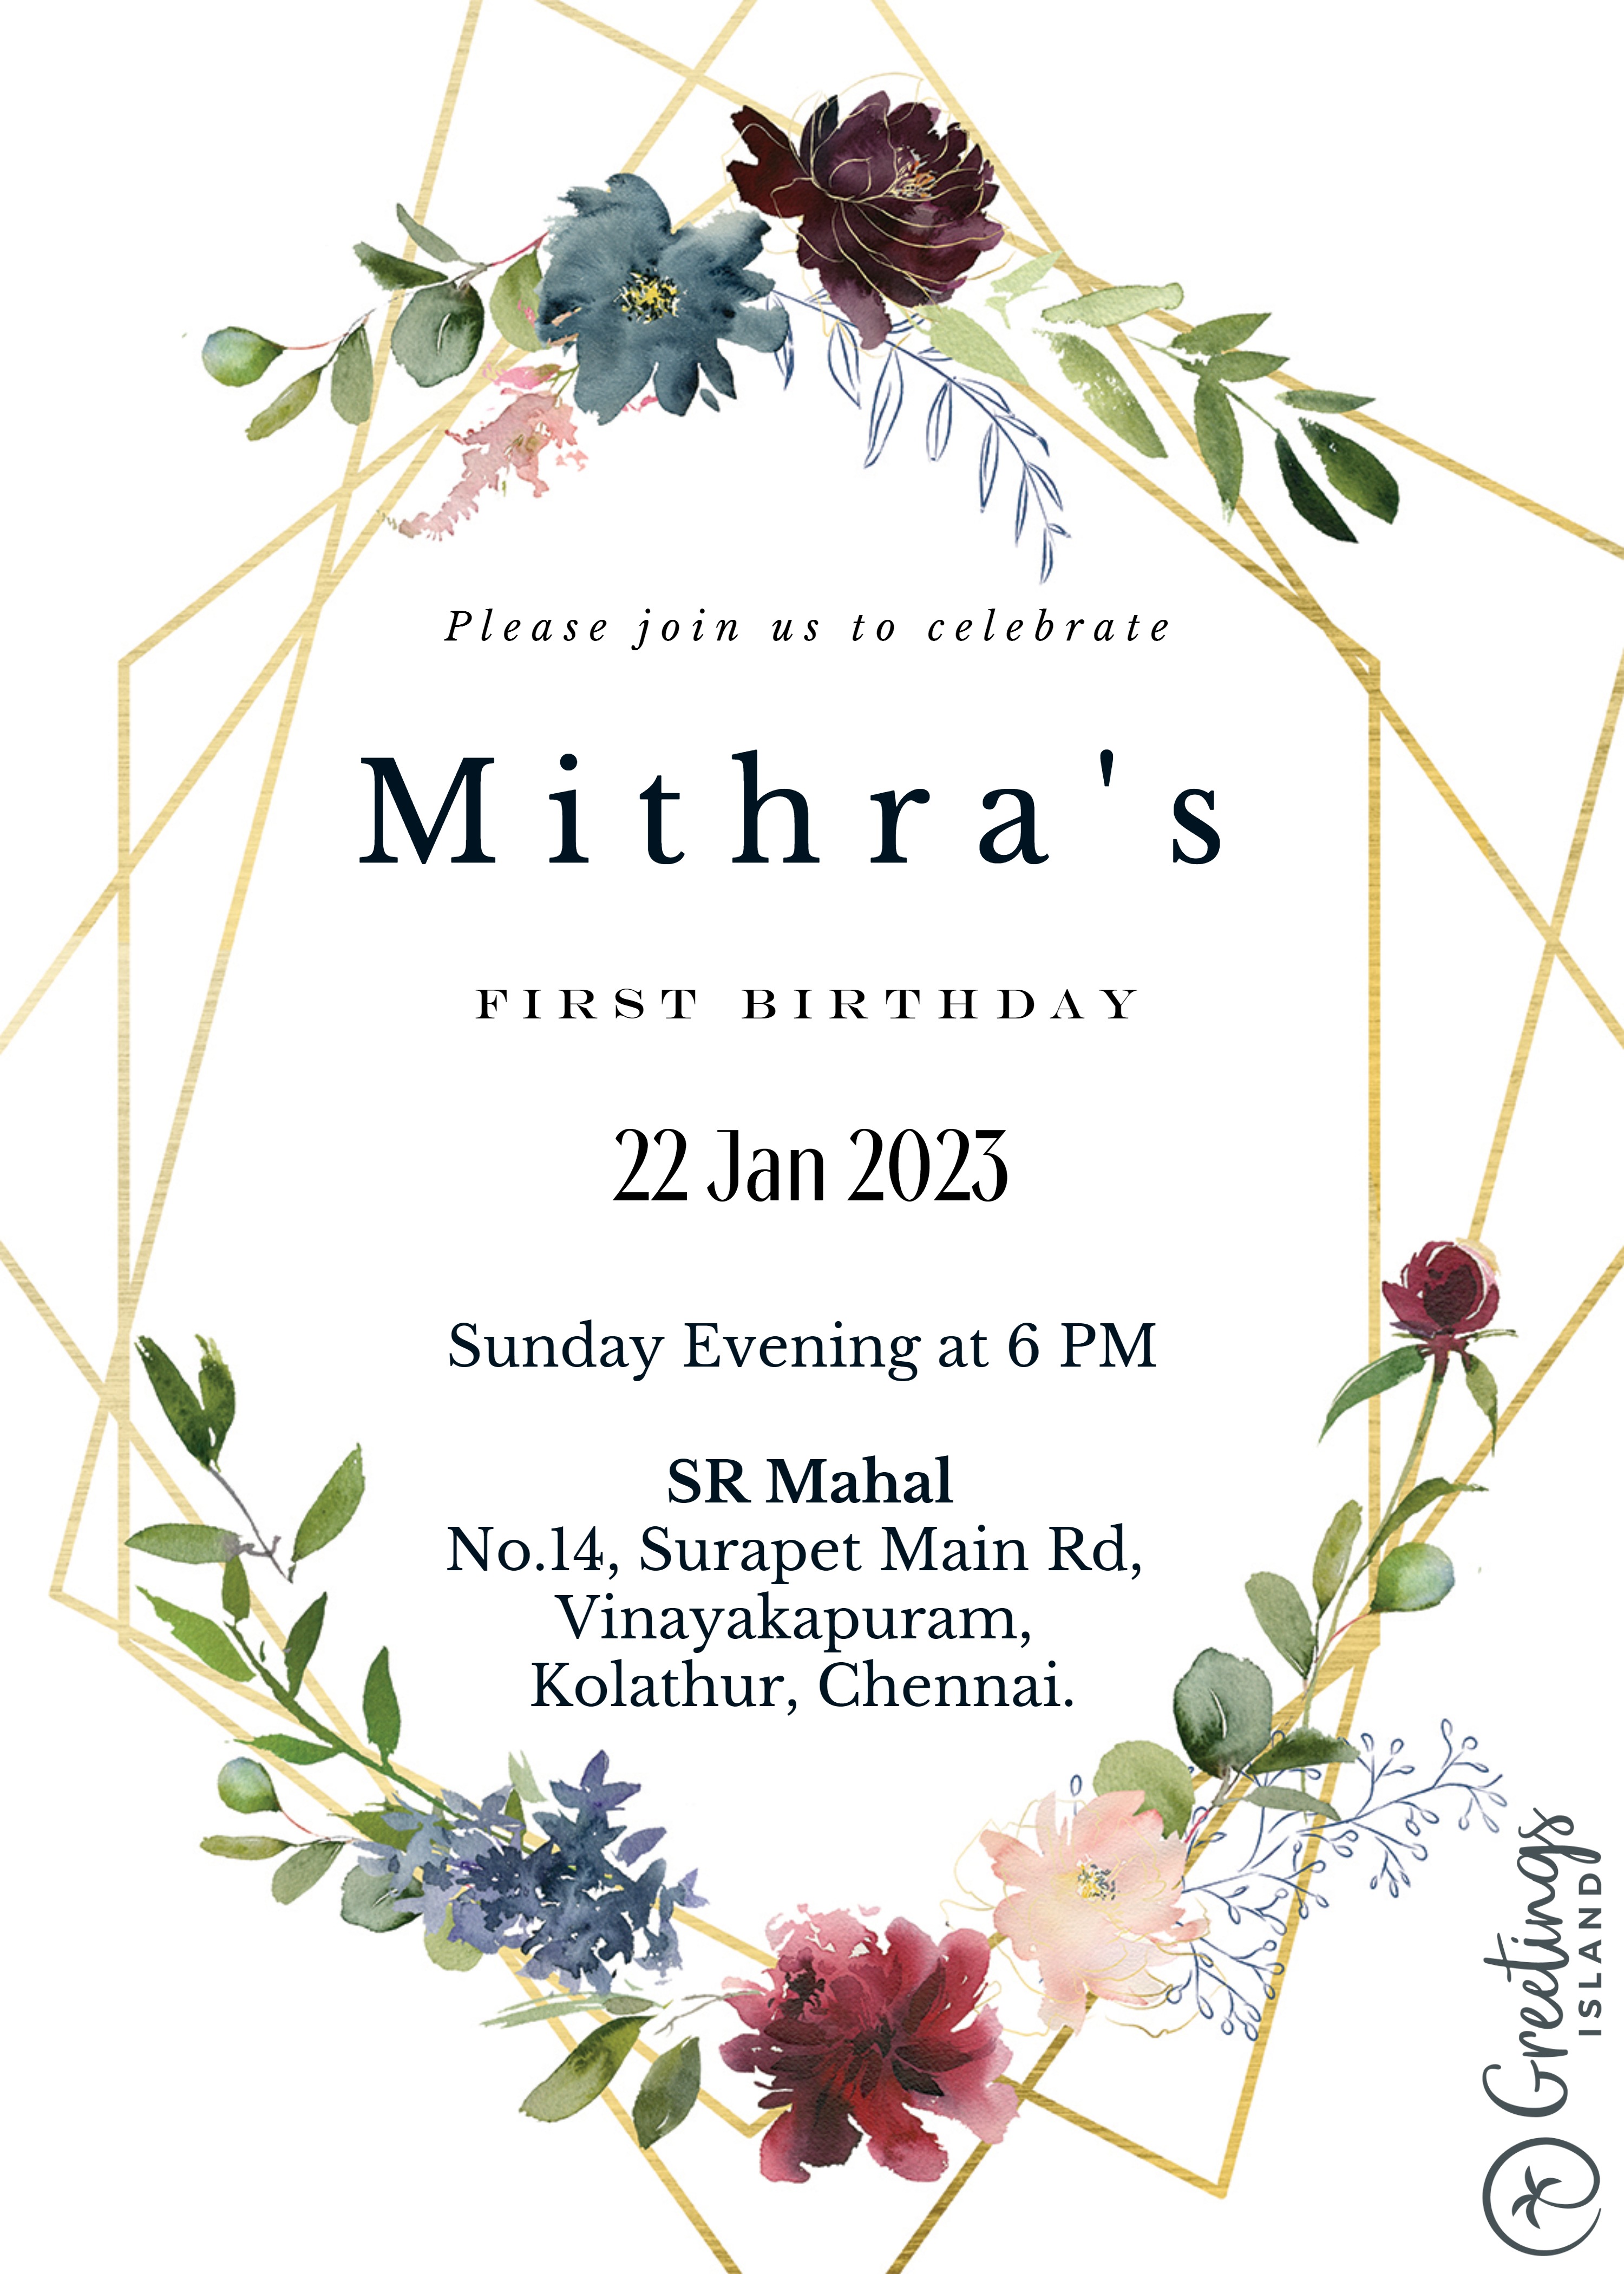 Please join us to celebrate
Mithra's
FIRST BIRTHDAY
22 Jan 2023
Sunday Evening at 6 PM
SR Mahal
No.14, Surapet Main Rd,
Vinayakapuram,
Kolathur, Chennai.
Greetings
ISLAND